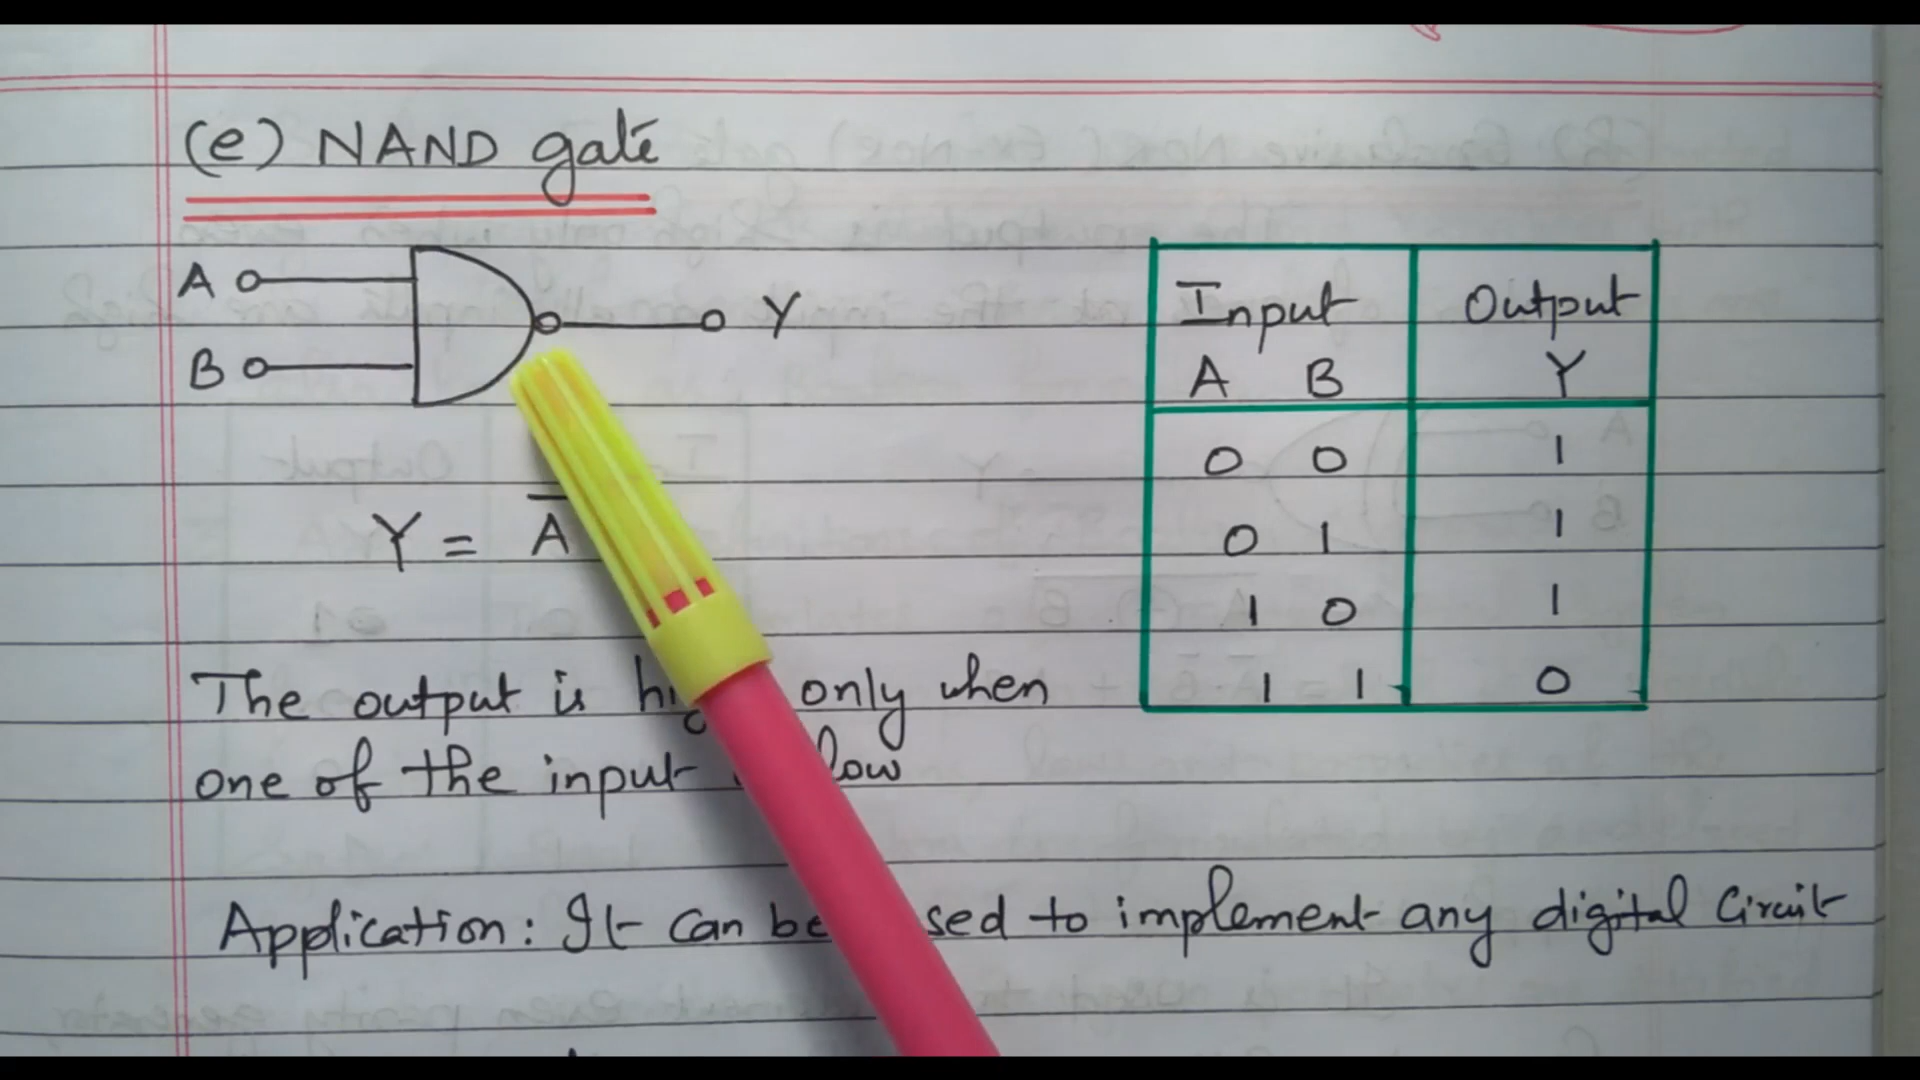 (e) NAND gate
A
B
Y
Y = A̅
The output is only when
one of the input low
Input Output
A B Y
0 0 1
0 1 1
1 0 1
1 1 0
Application: It can be to implement any digital Circuit